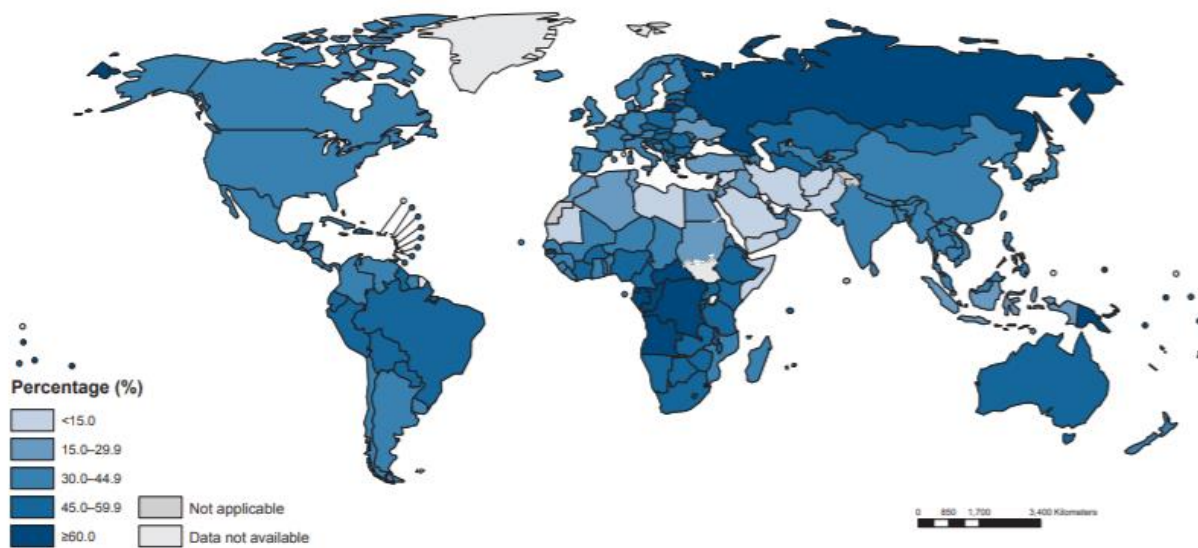 Percentage (%)
<15.0
15.0–29.9
30.0–44.9
45.0–59.9
≥60.0
Not applicable
Data not available
0 850 1,700 3,400 Kilometers